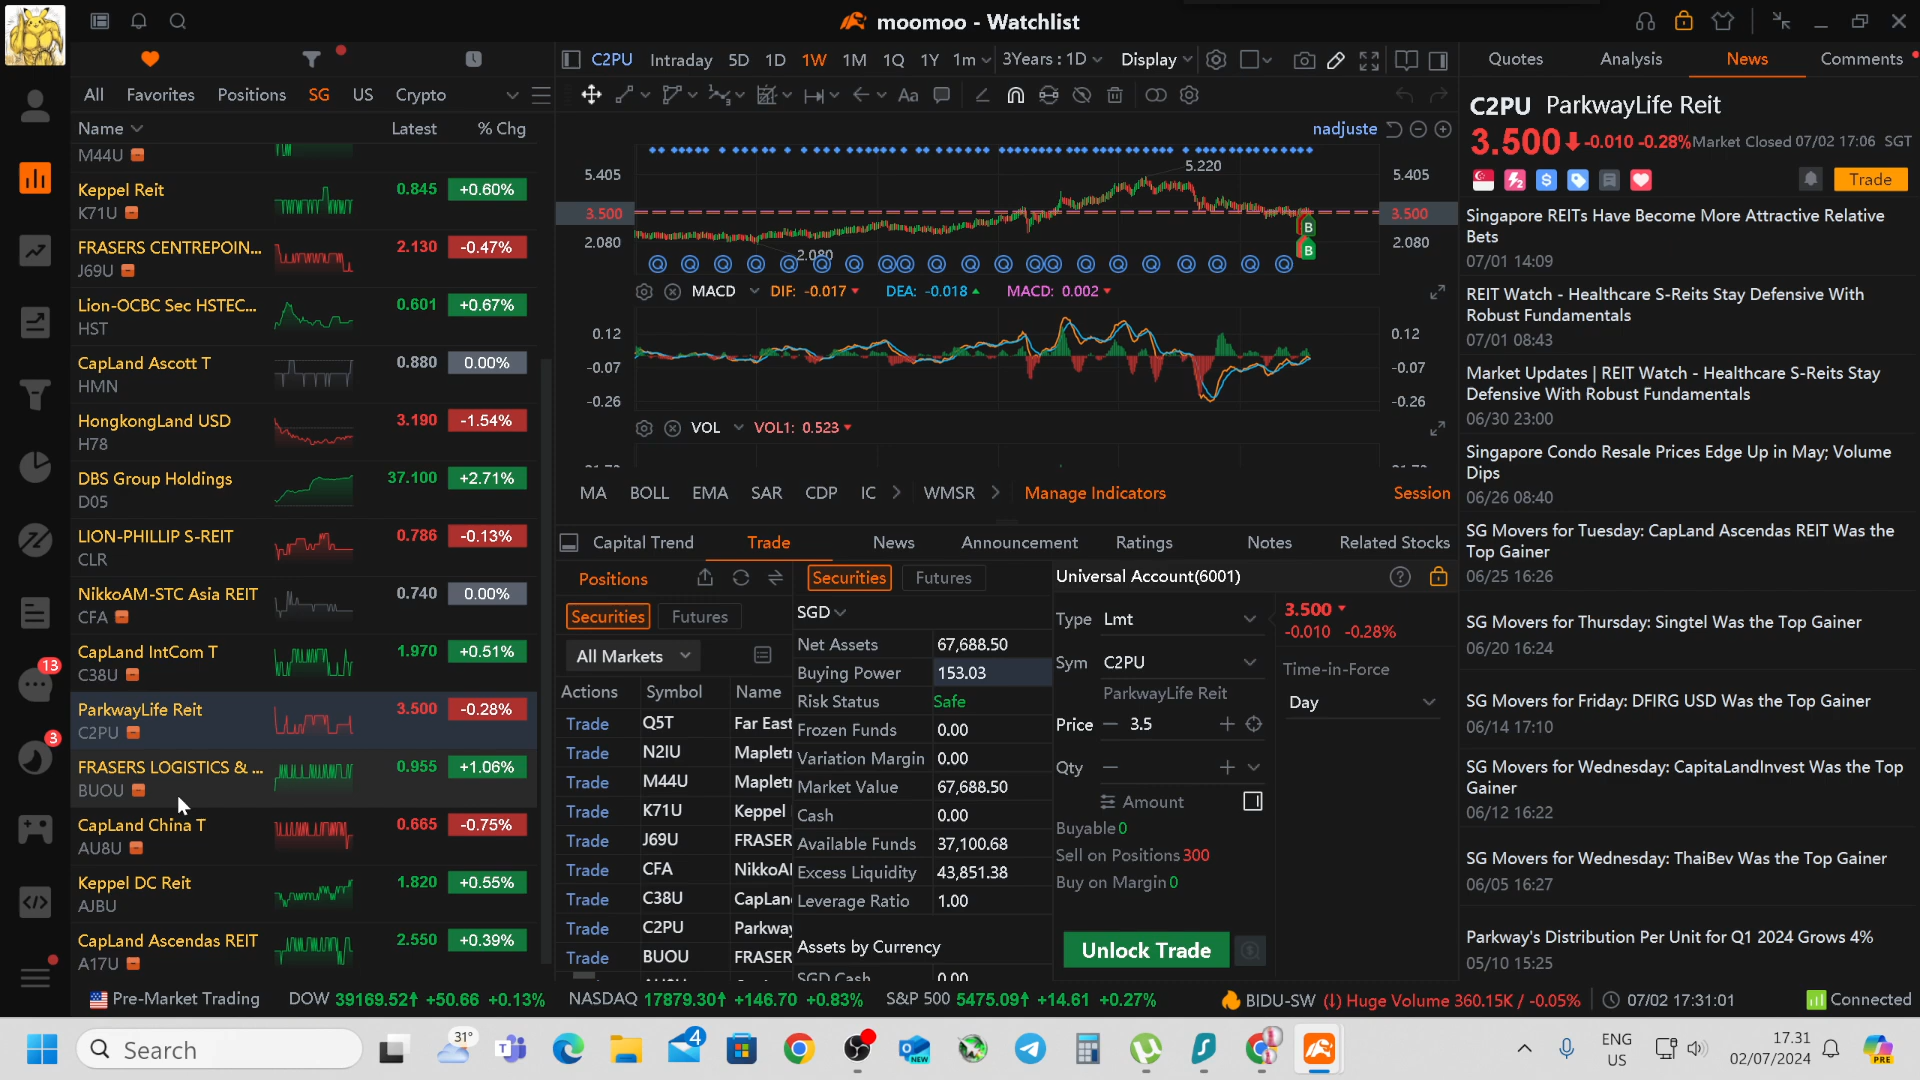 moomoo - Watchlist
All Favorites Positions SG US Crypto
Name Latest % Chg
M44U
Keppel Reit 0.845 +0.60%
K71U
FRASERS CENTREPOIN... 2.130 -0.47%
J69U
Lion-OCBC Sec HSTEC... 0.601 +0.67%
HST
CapLand Ascott T 0.880 0.00%
HMN
HongkongLand USD 3.190 -1.54%
H78
DBS Group Holdings 37.100 +2.71%
D05
LION-PHILLIP S-REIT 0.786 -0.13%
CLR
NikkoAM-STC Asia REIT 0.740 0.00%
CFA
CapLand IntCom T 1.970 +0.51%
C38U
ParkwayLife Reit 3.500 -0.28%
C2PU
FRASERS LOGISTICS & ... 0.955 +1.06%
BUOU
CapLand China T 0.665 -0.75%
AU8U
Keppel DC Reit 1.820 +0.55%
AJBU
CapLand Ascendas REIT 2.550 +0.39%
A17U
13
3
C2PU Intraday 5D 1D 1W 1M 1Q 1Y 1m 3Years : 1D Display
Aa
nadjuste
5.220
5.405 5.405
3.500 3.500
2.080 2.080
2.080
B
B
MACD DIF: -0.017 DEA: -0.018 MACD: 0.002
0.12 0.12
-0.07 -0.07
-0.26 -0.26
VOL VOL1: 0.523
MA BOLL EMA SAR CDP IC WMSR Manage Indicators Session
Capital Trend Trade News Announcement Ratings Notes Related Stocks
Positions
Securities Futures
All Markets
Actions Symbol Name
Trade Q5T Far East
Trade N2IU Mapletr
Trade M44U Mapletr
Trade K71U Keppel
Trade J69U FRASER
Trade CFA NikkoAl
Trade C38U CapLan
Trade C2PU Parkway
Trade BUOU FRASER
Securities Futures
SGD
Net Assets 67,688.50
Buying Power 153.03
Risk Status Safe
Frozen Funds 0.00
Variation Margin 0.00
Market Value 67,688.50
Cash 0.00
Available Funds 37,100.68
Excess Liquidity 43,851.38
Leverage Ratio 1.00
Assets by Currency
SGD Cash 0.00
Universal Account(6001)
Type Lmt
Sym C2PU
ParkwayLife Reit
Price 3.5
Qty
Amount
Buyable 0
Sell on Positions 300
Buy on Margin 0
Unlock Trade
3.500
-0.010 -0.28%
Time-in-Force
Day
Quotes Analysis News Comments
C2PU ParkwayLife Reit
3.500 -0.010 -0.28% Market Closed 07/02 17:06 SGT
Trade
Singapore REITs Have Become More Attractive Relative
Bets
07/01 14:09
REIT Watch - Healthcare S-Reits Stay Defensive With
Robust Fundamentals
07/01 08:43
Market Updates | REIT Watch - Healthcare S-Reits Stay
Defensive With Robust Fundamentals
06/30 23:00
Singapore Condo Resale Prices Edge Up in May; Volume
Dips
06/26 08:40
SG Movers for Tuesday: CapLand Ascendas REIT Was the
Top Gainer
06/25 16:26
SG Movers for Thursday: Singtel Was the Top Gainer
06/20 16:24
SG Movers for Friday: DFIRG USD Was the Top Gainer
06/14 17:10
SG Movers for Wednesday: CapitaLandInvest Was the Top
Gainer
06/12 16:22
SG Movers for Wednesday: ThaiBev Was the Top Gainer
06/05 16:27
Parkway's Distribution Per Unit for Q1 2024 Grows 4%
05/10 15:25
Pre-Market Trading DOW 39169.52↑ +50.66 +0.13% NASDAQ 17879.30↑ +146.70 +0.83% S&P 500 5475.09↑ +14.61 +0.27% BIDU-SW (↓) Huge Volume 360.15K / -0.05% 07/02 17:31:01 Connected
Search 31° 4 NEW ENG 17.31
US 02/07/2024 PRE